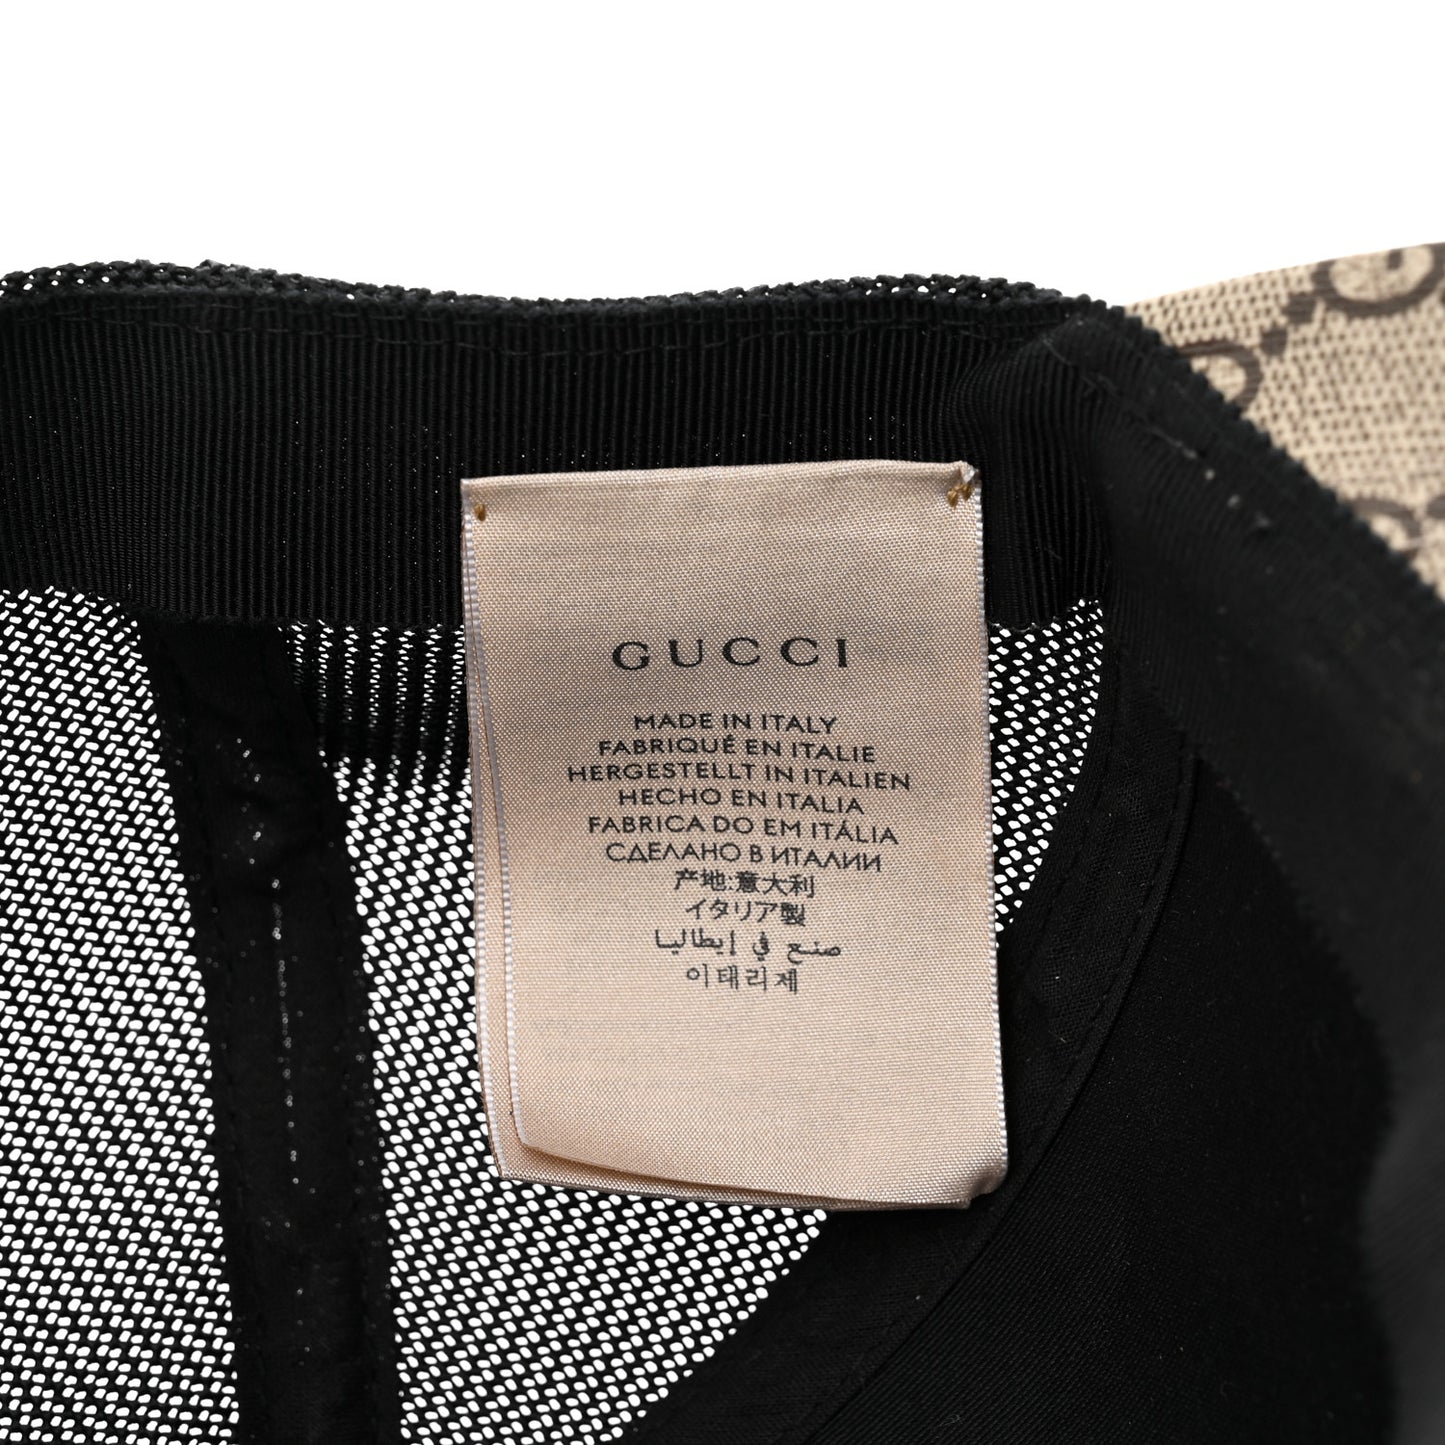 GUCCI
MADE IN ITALY
FABRIQUÉ EN ITALIE
HERGESTELLT IN ITALIEN
HECHO EN ITALIA
FABRICA DO EM ITÁLIA
СДЕЛАНО В ИТАЛИИ
产地:意大利
イタリア製
صنع في إيطاليا
이태리제